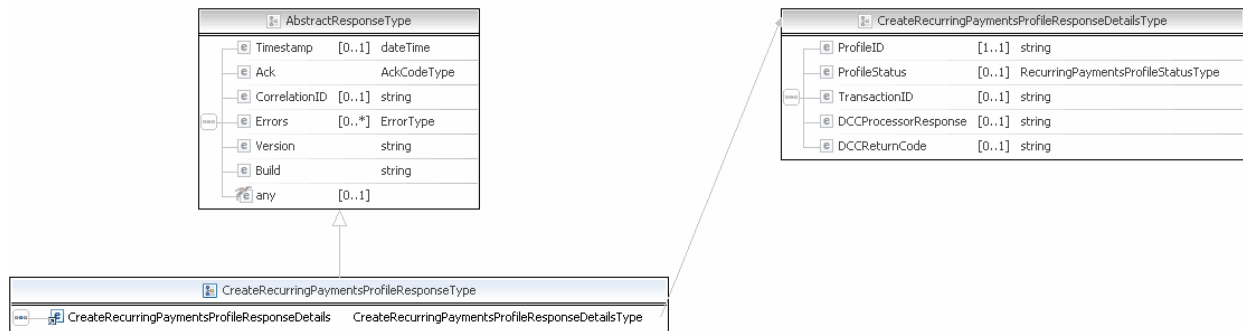 AbstractResponseType
Timestamp [0..1] dateTime
Ack AckCodeType
CorrelationID [0..1] string
Errors [0..*] ErrorType
Version string
Build string
any [0..1]
CreateRecurringPaymentsProfileResponseDetailsType
ProfileID [1..1] string
ProfileStatus [0..1] RecurringPaymentsProfileStatusType
TransactionID [0..1] string
DCCProcessorResponse [0..1] string
DCCReturnCode [0..1] string
CreateRecurringPaymentsProfileResponseType
CreateRecurringPaymentsProfileResponseDetails CreateRecurringPaymentsProfileResponseDetailsType